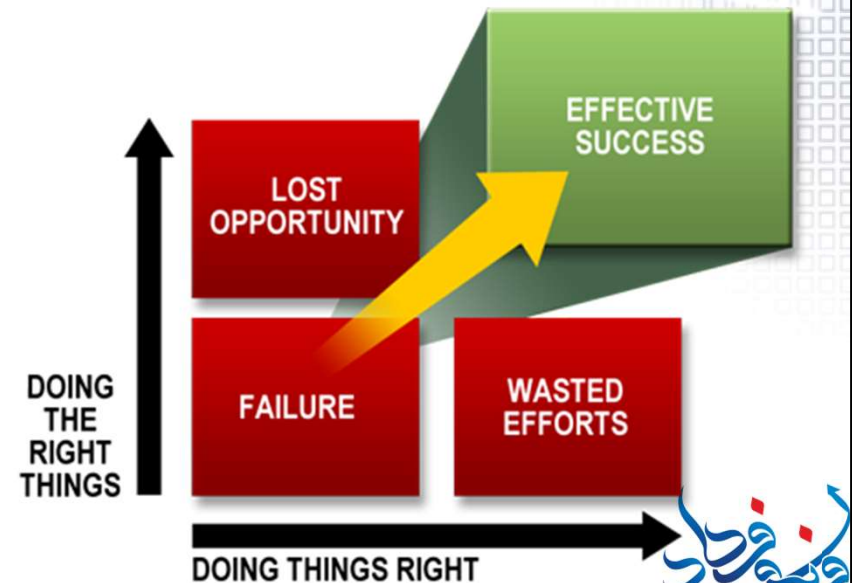 EFFECTIVE
SUCCESS
LOST
OPPORTUNITY
FAILURE
WASTED
EFFORTS
DOING
THE
RIGHT
THINGS
DOING THINGS RIGHT